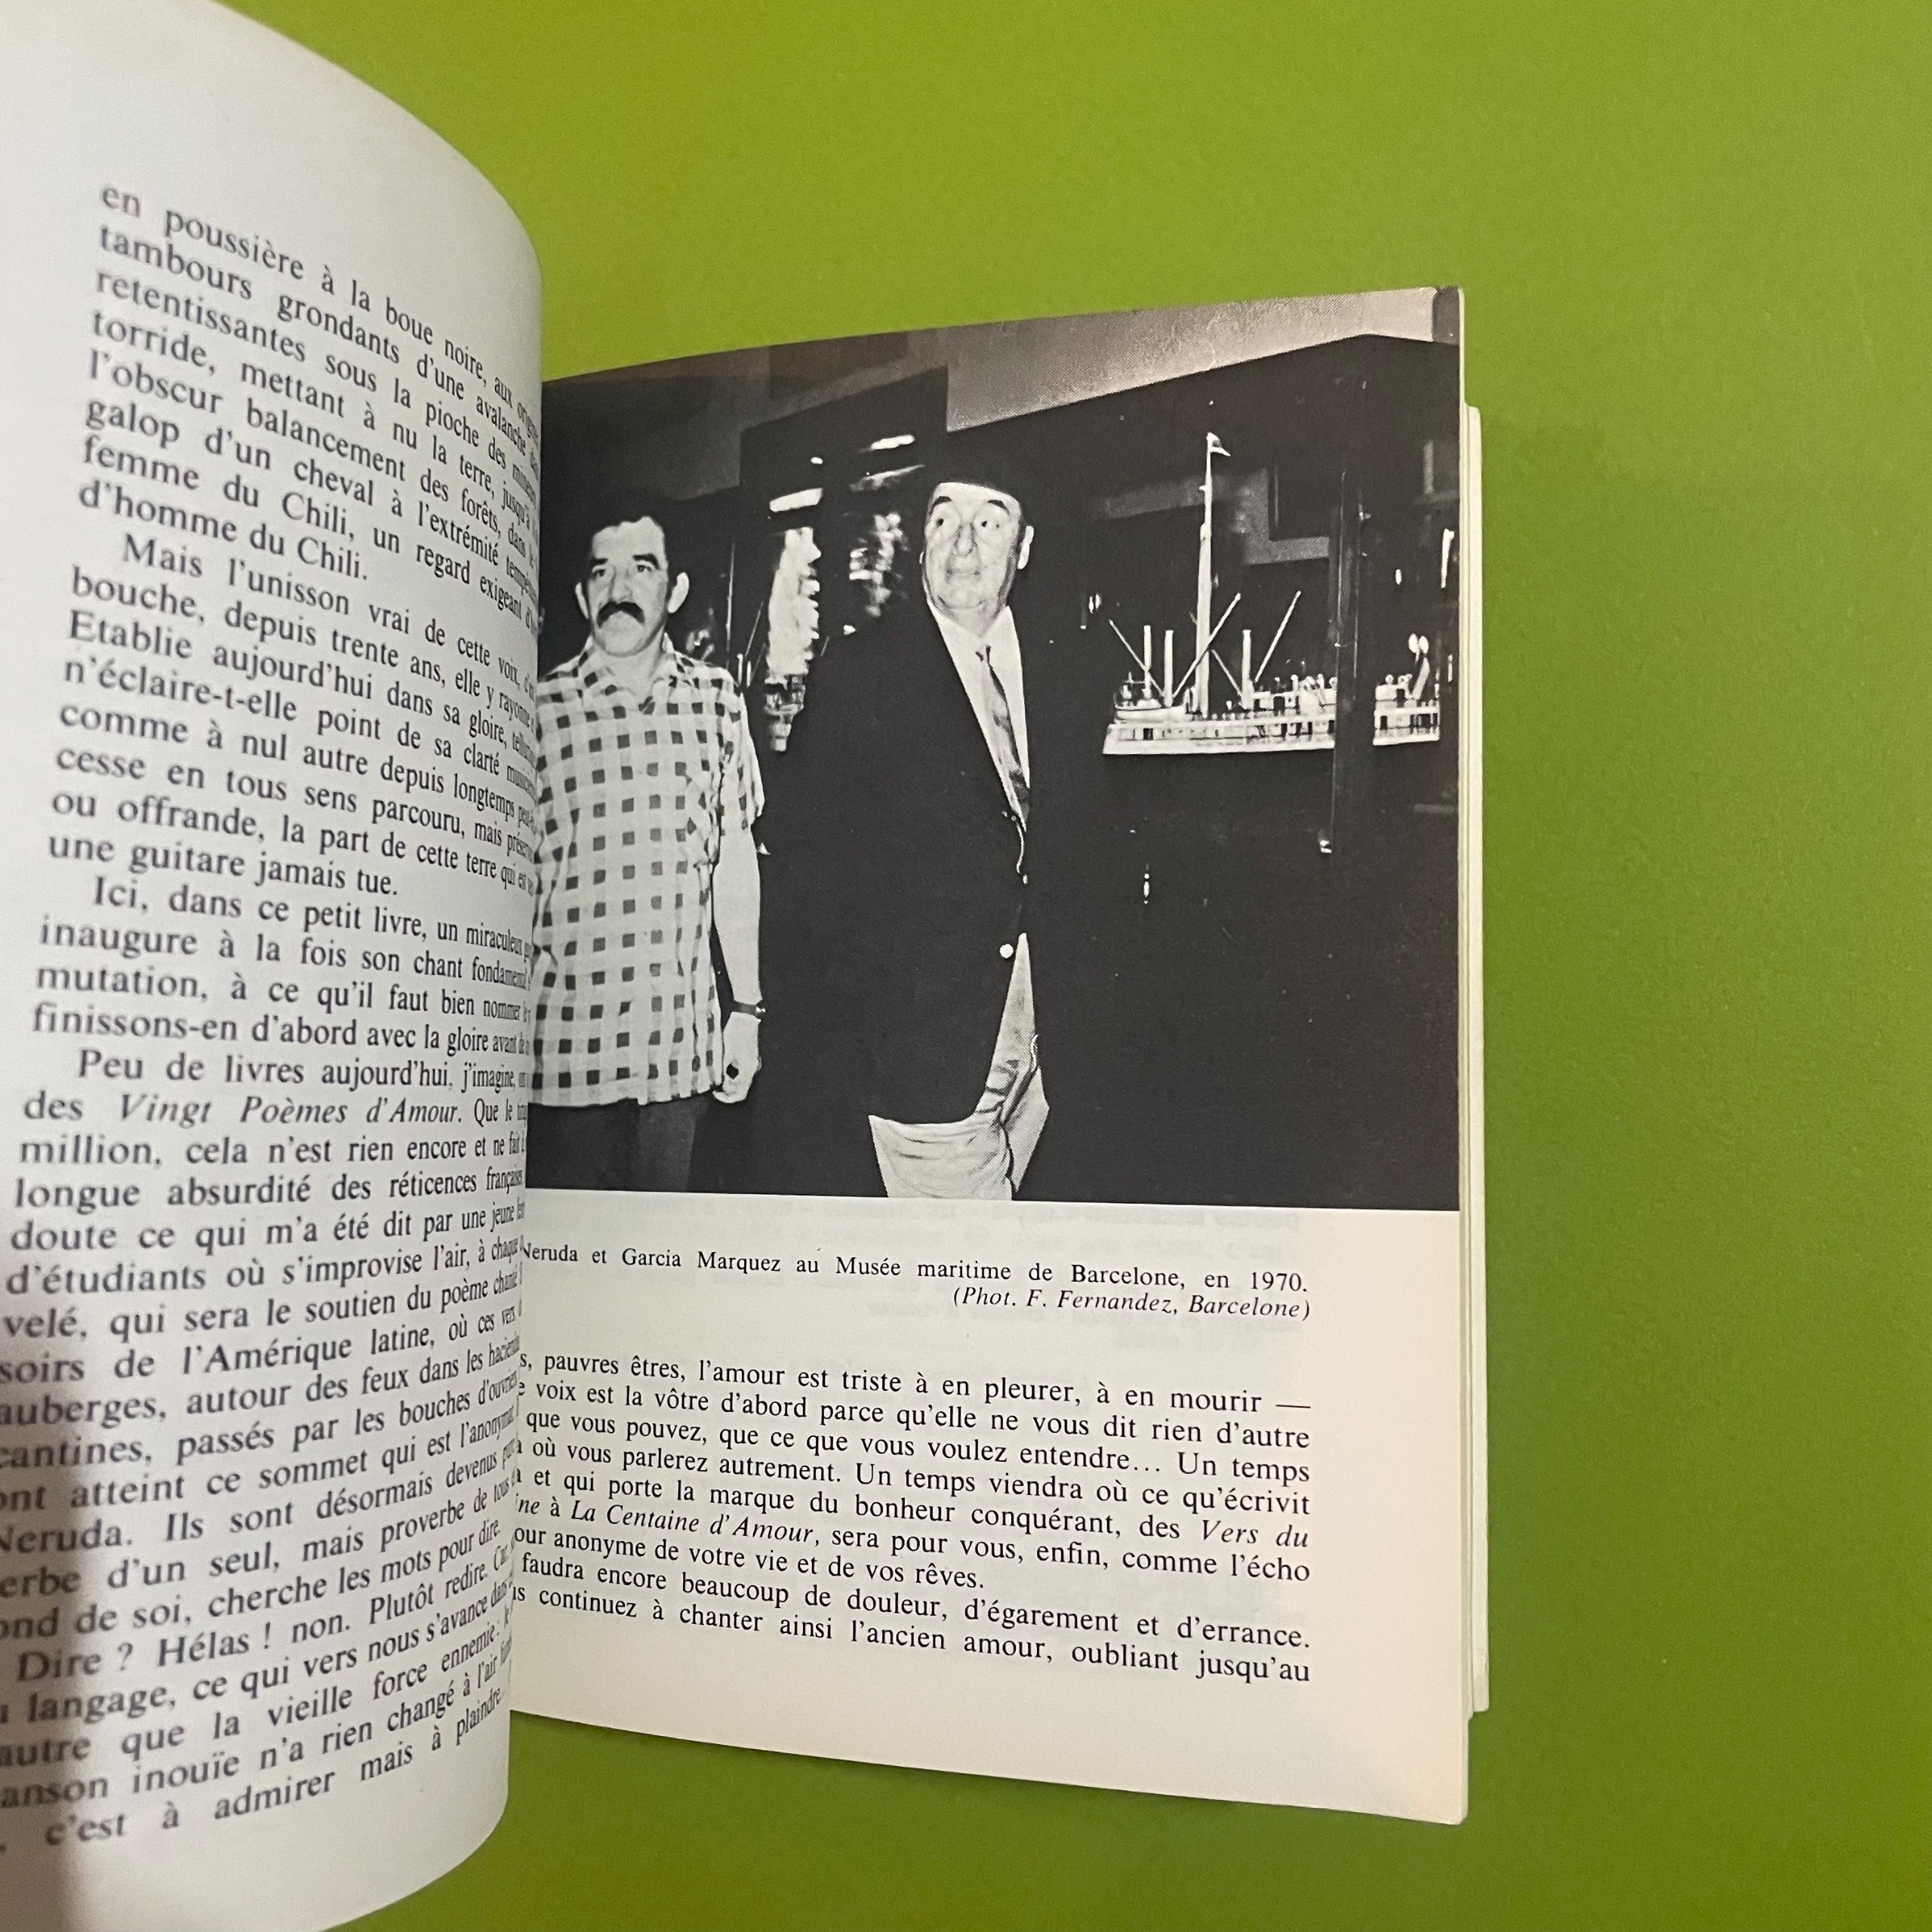 en poussière à la boue noire, aux
tambours grondants d'une avalanche
retentissantes sous la pioche des mineurs
torride, mettant à nu la terre, jusqu'à
l'obscur balancement des forêts, dans le
galop d'un cheval à l'extrémité
femme du Chili, un regard exigeant
d'homme du Chili.
Mais l'unisson vrai de cette voix,
bouche, depuis trente ans, elle y rayonne
Etablie aujourd'hui dans sa gloire,
n'éclaire-t-elle point de sa clarté
comme à nul autre depuis longtemps
cesse en tous sens parcouru, mais
ou offrande, la part de cette terre qui est
une guitare jamais tue.
Ici, dans ce petit livre, un miraculeux
inaugure à la fois son chant fondamental
mutation, à ce qu'il faut bien nommer
finissons-en d'abord avec la gloire avant de
Peu de livres aujourd'hui, j'imagine,
des Vingt Poèmes d'Amour. Que le
million, cela n'est rien encore et ne fait
longue absurdité des réticences françaises
doute ce qui m'a été dit par une jeune
d'étudiants où s'improvise l'air, à chaque
velé, qui sera le soutien du poème chanté
soirs de l'Amérique latine, où ces vers
auberges, autour des feux dans les haciendas
cantines, passés par les bouches d'ouvriers
ont atteint ce sommet qui est l'anonymat
Neruda. Ils sont désormais devenus
erbe d'un seul, mais proverbe de tous
ond de soi, cherche les mots pour dire.
Dire ? Hélas ! non. Plutôt redire. Car
langage, ce qui vers nous s'avance dans
autre que la vieille force ennemie :
anson inouïe n'a rien changé à l'air
c'est à admirer mais à plaindre.
Neruda et Garcia Marquez au Musée maritime de Barcelone, en 1970.
(Phot. F. Fernandez, Barcelone)
s, pauvres êtres, l'amour est triste à en pleurer, à en mourir —
voix est la vôtre d'abord parce qu'elle ne vous dit rien d'autre
que vous pouvez, que ce que vous voulez entendre... Un temps
où vous parlerez autrement. Un temps viendra où ce qu'écrivit
et qui porte la marque du bonheur conquérant, des Vers du
ine à La Centaine d'Amour, sera pour vous, enfin, comme l'écho
our anonyme de votre vie et de vos rêves.
faudra encore beaucoup de douleur, d'égarement et d'errance.
us continuez à chanter ainsi l'ancien amour, oubliant jusqu'au